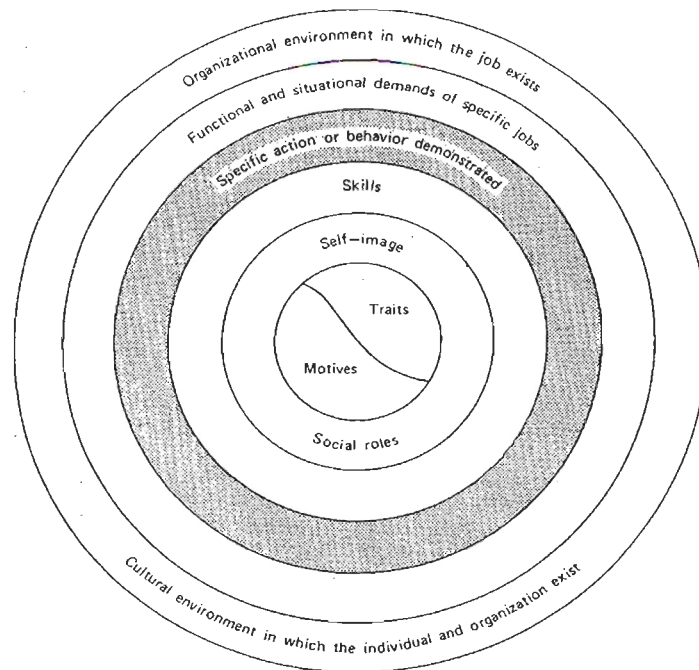 Organizational environment in which the job exists
Functional and situational demands of specific jobs
Specific action or behavior demonstrated
Skills
Self-image
Traits
Motives
Social roles
Cultural environment in which the individual and organization exist